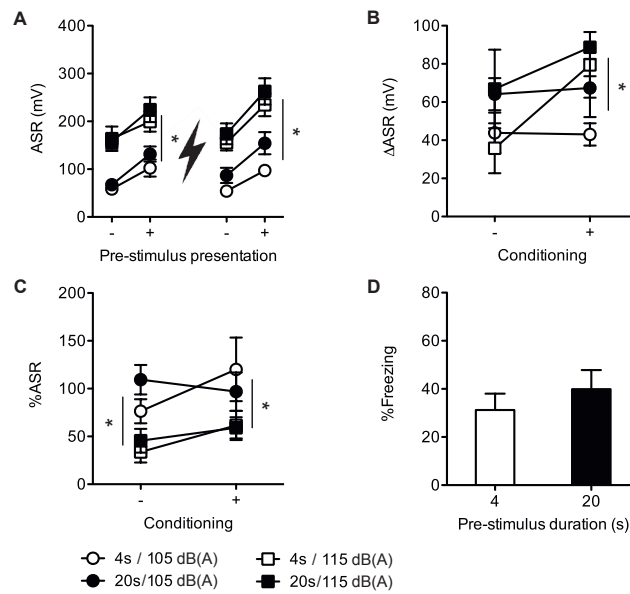 A
ASR (mV)
400
300
200
100
0
*
*
- + - +
Pre-stimulus presentation
B
ΔASR (mV)
100
80
60
40
20
0
*
- +
Conditioning
C
%ASR
200
150
100
50
0
*
*
- +
Conditioning
D
%Freezing
80
60
40
20
0
4 20
Pre-stimulus duration (s)
4s / 105 dB(A)
4s / 115 dB(A)
20s/105 dB(A)
20s/115 dB(A)